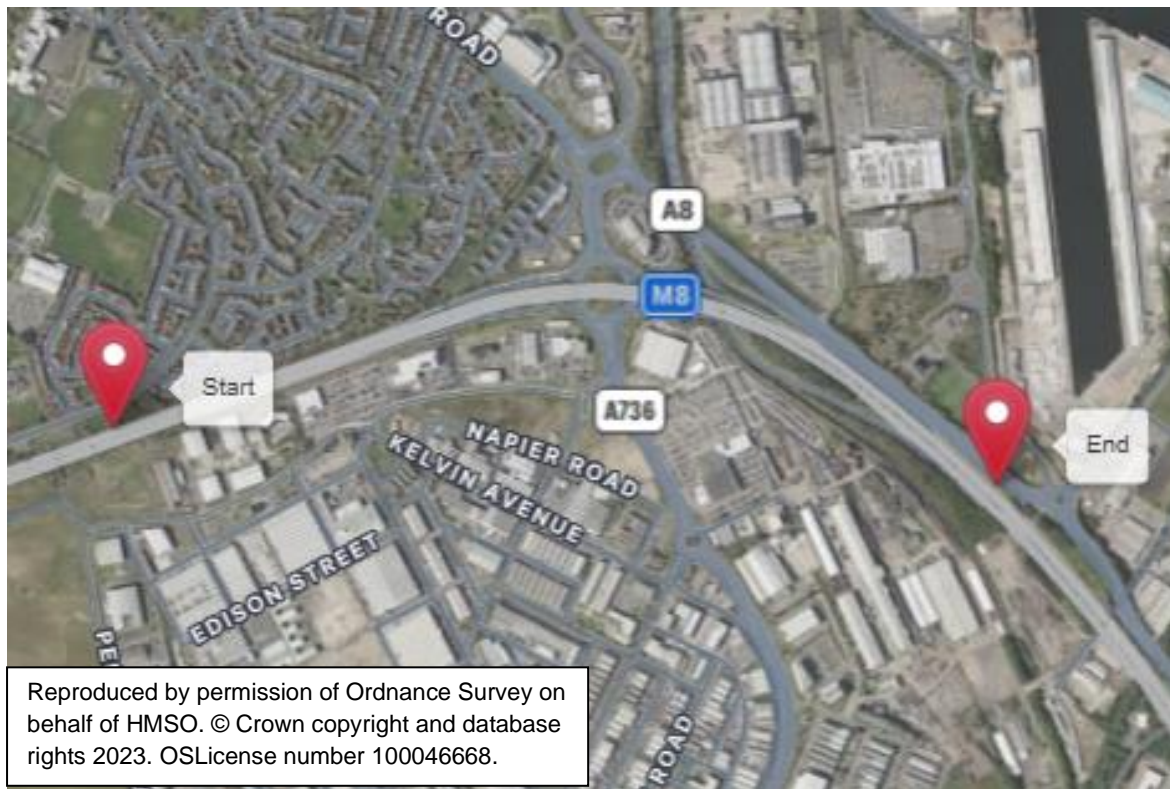 ROAD
A8
M8
Start
A736
End
NAPIER ROAD
KELVIN AVENUE
EDISON STREET
ROAD
Reproduced by permission of Ordnance Survey on
behalf of HMSO. © Crown copyright and database
rights 2023. OSLicense number 100046668.